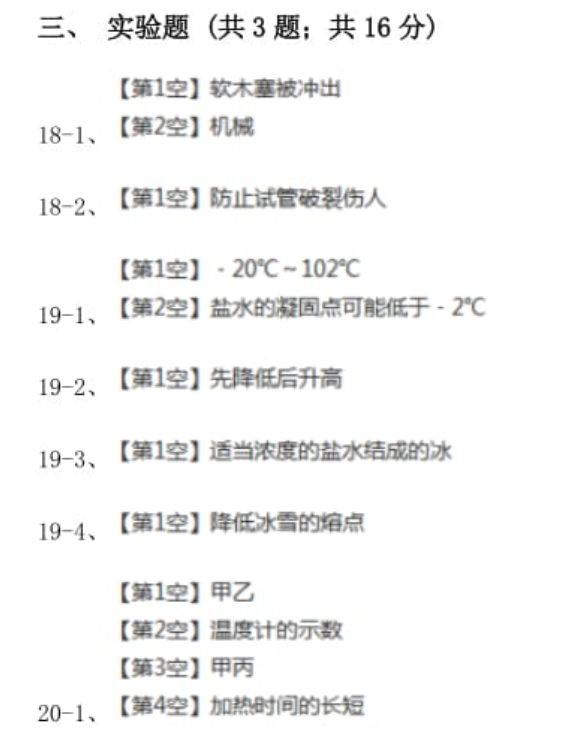 三、 实验题 (共 3 题；共 16 分)
【第1空】软木塞被冲出
18-1、【第2空】机械
18-2、【第1空】防止试管破裂伤人
【第1空】﹣20℃～102℃
19-1、【第2空】盐水的凝固点可能低于﹣2℃
19-2、【第1空】先降低后升高
19-3、【第1空】适当浓度的盐水结成的冰
19-4、【第1空】降低冰雪的熔点
【第1空】甲乙
【第2空】温度计的示数
【第3空】甲丙
20-1、【第4空】加热时间的长短